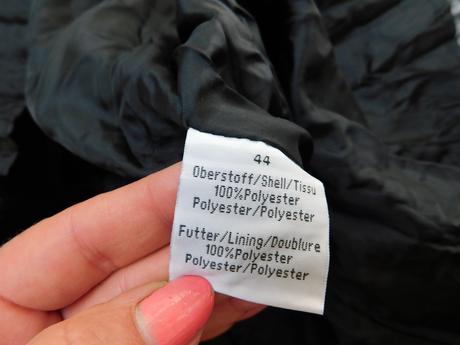 44
Oberstoff/Shell/Tissu
100%Polyester
Polyester/Polyester
Futter/Lining/Doublure
100%Polyester
Polyester/Polyester